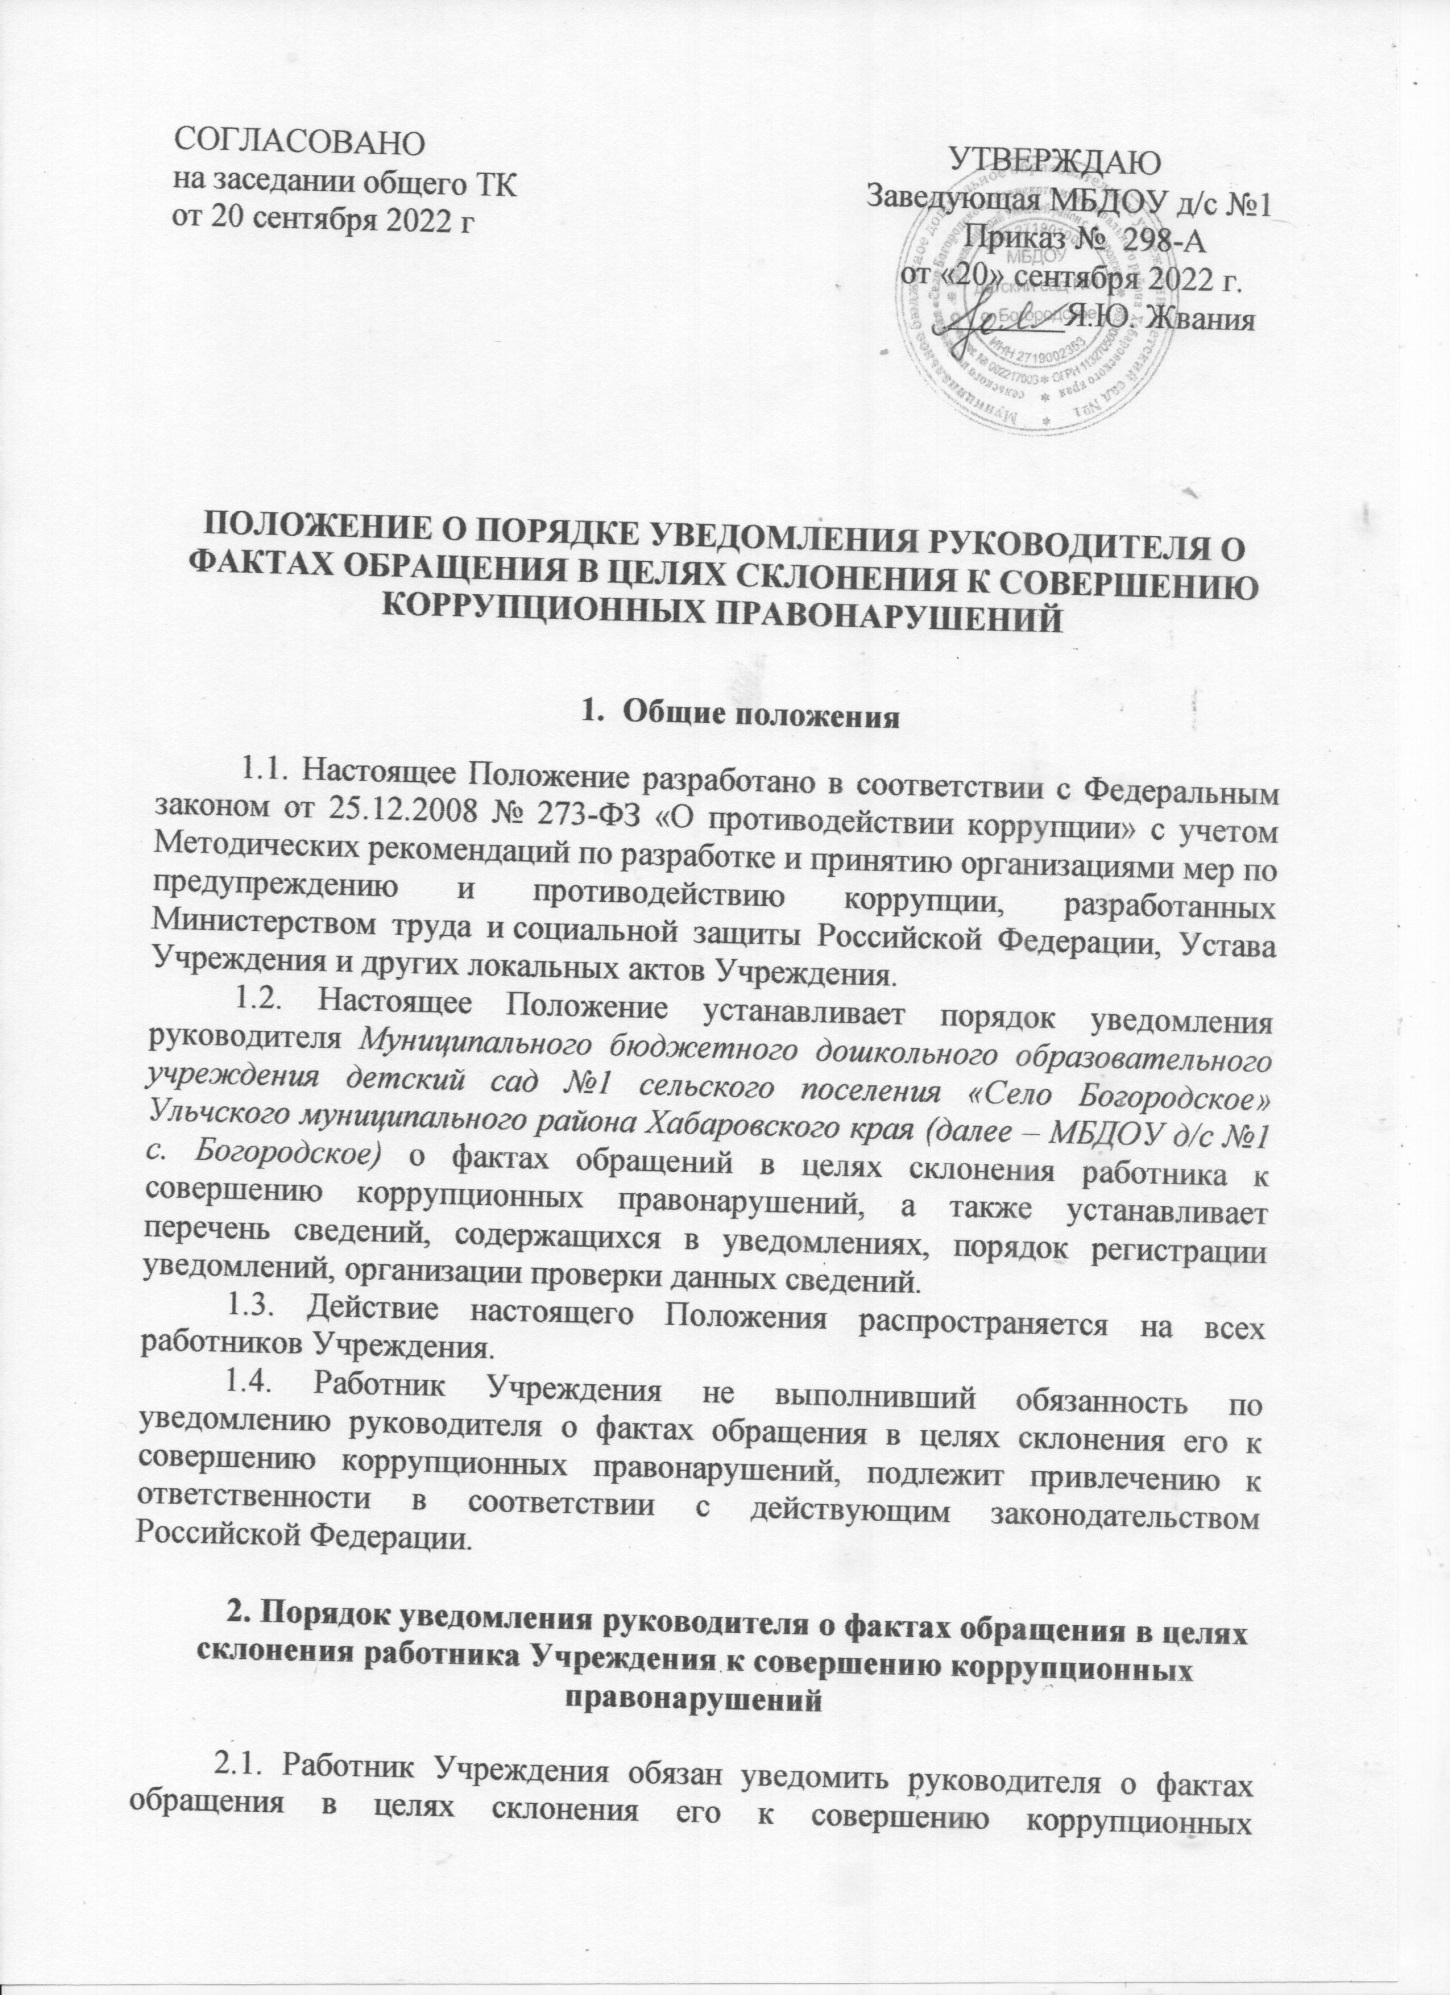 СОГЛАСОВАНО
на заседании общего ТК
от 20 сентября 2022 г
УТВЕРЖДАЮ
Заведующая МБДОУ д/с №1
Приказ № 298-А
от «20» сентября 2022 г.
Я.Ю. Жвания
МБДОУ
детский сад
Богородское
ИНН 2719002353
ПОЛОЖЕНИЕ О ПОРЯДКЕ УВЕДОМЛЕНИЯ РУКОВОДИТЕЛЯ О
ФАКТАХ ОБРАЩЕНИЯ В ЦЕЛЯХ СКЛОНЕНИЯ К СОВЕРШЕНИЮ
КОРРУПЦИОННЫХ ПРАВОНАРУШЕНИЙ
1. Общие положения
1.1. Настоящее Положение разработано в соответствии с Федеральным
законом от 25.12.2008 № 273-ФЗ «О противодействии коррупции» с учетом
Методических рекомендаций по разработке и принятию организациями мер по
предупреждению и противодействию коррупции, разработанных
Министерством труда и социальной защиты Российской Федерации, Устава
Учреждения и других локальных актов Учреждения.
1.2. Настоящее Положение устанавливает порядок уведомления
руководителя Муниципального бюджетного дошкольного образовательного
учреждения детский сад №1 сельского поселения «Село Богородское»
Ульчского муниципального района Хабаровского края (далее – МБДОУ д/с №1
с. Богородское) о фактах обращений в целях склонения работника к
совершению коррупционных правонарушений, а также устанавливает
перечень сведений, содержащихся в уведомлениях, порядок регистрации
уведомлений, организации проверки данных сведений.
1.3. Действие настоящего Положения распространяется на всех
работников Учреждения.
1.4. Работник Учреждения не выполнивший обязанность по
уведомлению руководителя о фактах обращения в целях склонения его к
совершению коррупционных правонарушений, подлежит привлечению к
ответственности в соответствии с действующим законодательством
Российской Федерации.
2. Порядок уведомления руководителя о фактах обращения в целях
склонения работника Учреждения к совершению коррупционных
правонарушений
2.1. Работник Учреждения обязан уведомить руководителя о фактах
обращения в целях склонения его к совершению коррупционных